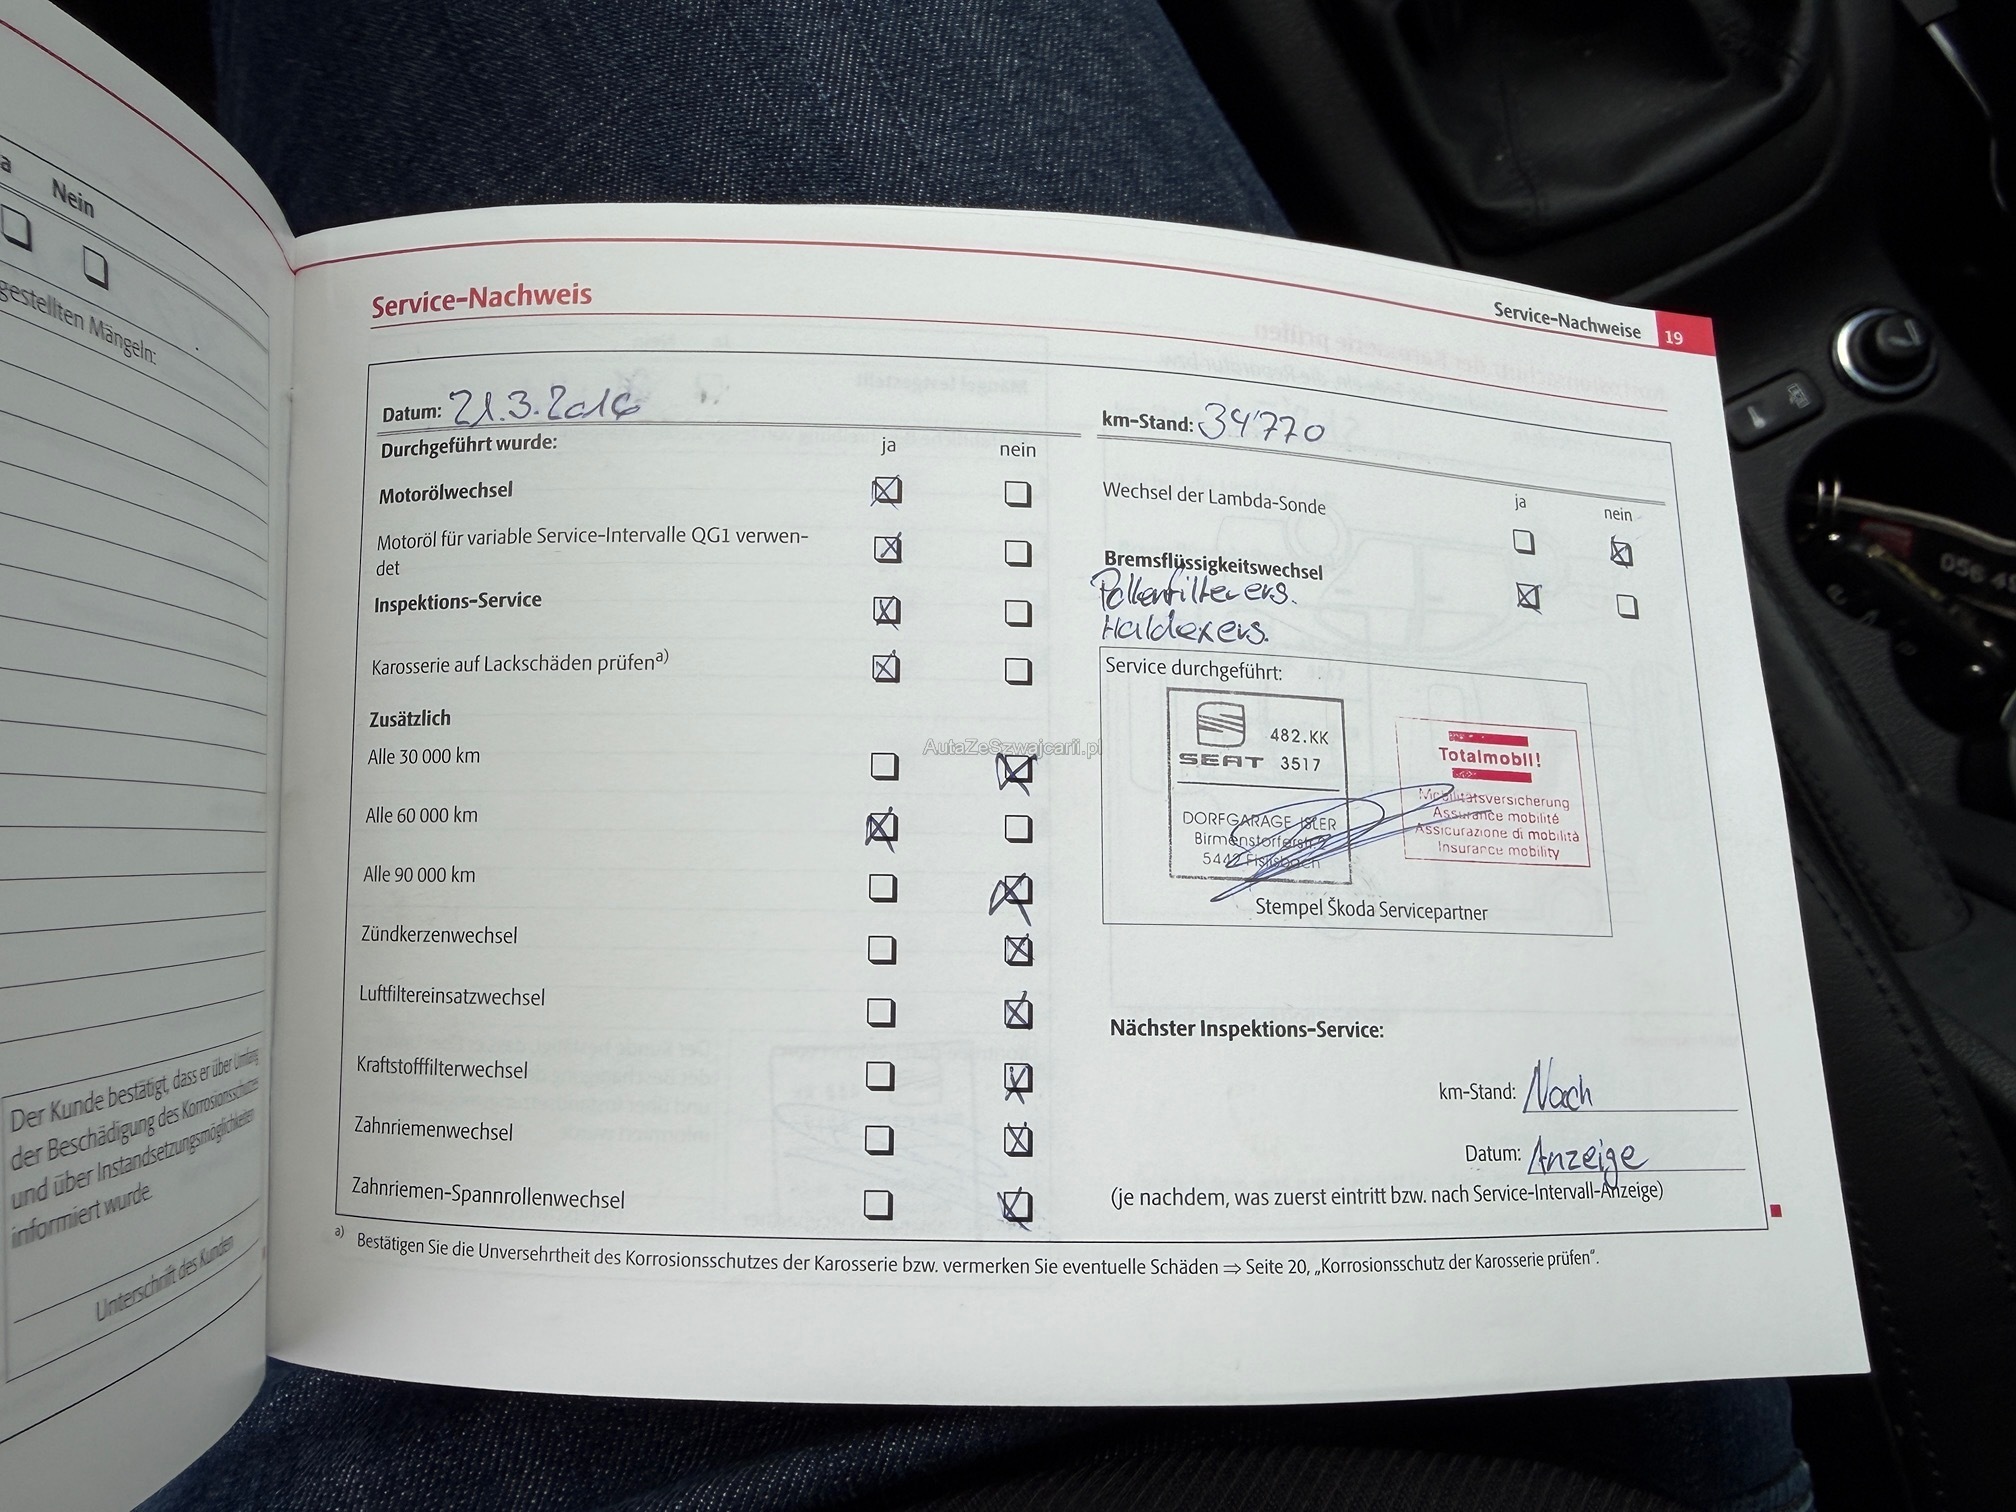 a Nein
gestellten Mängeln:
Der Kunde bestätigt, dass er über Umfang
der Beschädigung des Korrosionsschutzes
und über Instandsetzungsmöglichkeiten
informiert wurde.
Unterschrift des Kunden
Service-Nachweise 19
Service-Nachweis
Datum: 21.3.2016
km-Stand: 34'770
Durchgeführt wurde: ja nein
Motorölwechsel
Motoröl für variable Service-Intervalle QG1 verwen-
det
Inspektions-Service
Karosserie auf Lackschäden prüfen a)
Zusätzlich
Alle 30 000 km
Alle 60 000 km
Alle 90 000 km
Zündkerzenwechsel
Luftfiltereinsatzwechsel
Kraftstofffilterwechsel
Zahnriemenwechsel
Zahnriemen-Spannrollenwechsel
ja nein
Wechsel der Lambda-Sonde
Bremsflüssigkeitswechsel
Pollenfilter ers.
Haldex ers.
Service durchgeführt:
482.KK
SEAT 3517
DORFGARAGE ISLER
Birmenstorferstr.
5442 Fislisbach
Totalmobil!
Mobilitätsversicherung
Assurance mobilité
Assicurazione di mobilità
Insurance mobility
Stempel Škoda Servicepartner
Nächster Inspektions-Service:
km-Stand: Nach
Datum: Anzeige
(je nachdem, was zuerst eintritt bzw. nach Service-Intervall-Anzeige)
a) Bestätigen Sie die Unversehrtheit des Korrosionsschutzes der Karosserie bzw. vermerken Sie eventuelle Schäden ⇒ Seite 20, „Korrosionsschutz der Karosserie prüfen“.
AutaZeSzwajcarii.pl